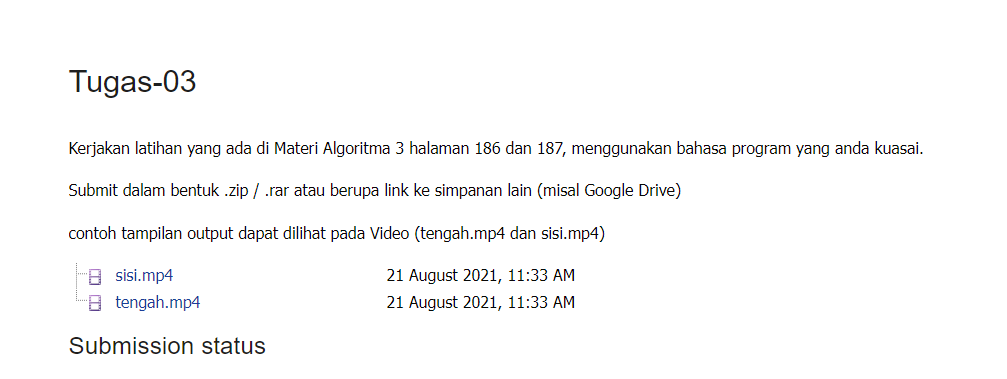 Tugas-03
Kerjakan latihan yang ada di Materi Algoritma 3 halaman 186 dan 187, menggunakan bahasa program yang anda kuasai.
Submit dalam bentuk .zip / .rar atau berupa link ke simpanan lain (misal Google Drive)
contoh tampilan output dapat dilihat pada Video (tengah.mp4 dan sisi.mp4)
sisi.mp4 21 August 2021, 11:33 AM
tengah.mp4 21 August 2021, 11:33 AM
Submission status